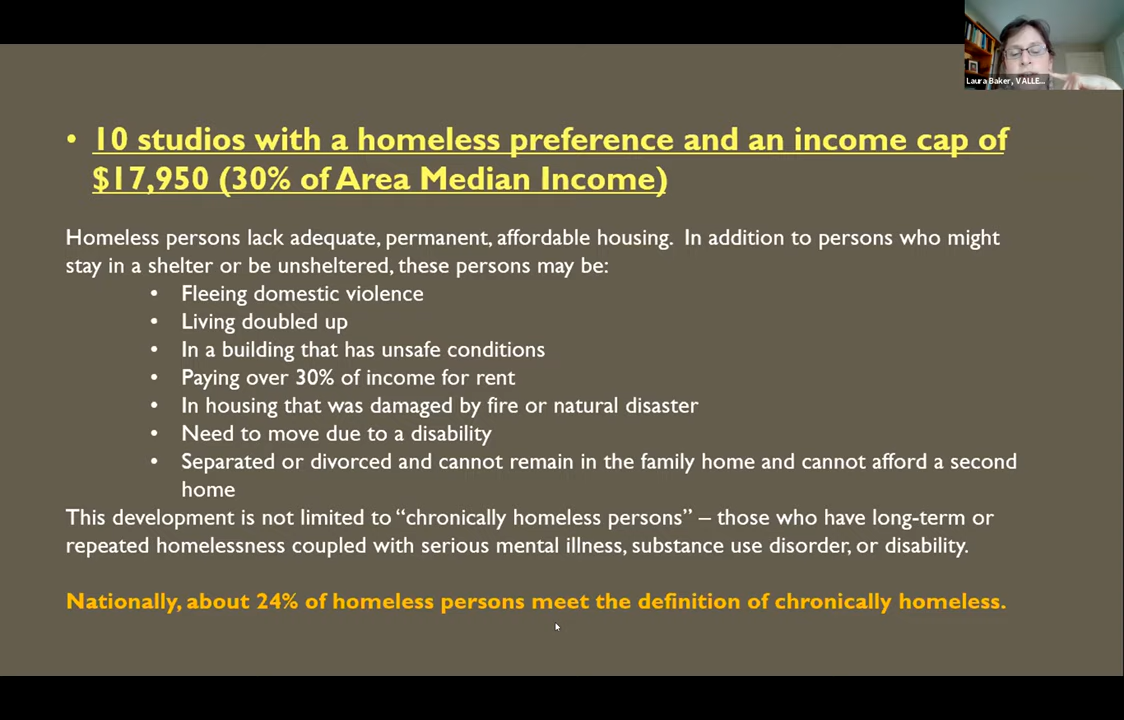 Laura Baker, VALLE...
• 10 studios with a homeless preference and an income cap of
$17,950 (30% of Area Median Income)
Homeless persons lack adequate, permanent, affordable housing. In addition to persons who might
stay in a shelter or be unsheltered, these persons may be:
• Fleeing domestic violence
• Living doubled up
• In a building that has unsafe conditions
• Paying over 30% of income for rent
• In housing that was damaged by fire or natural disaster
• Need to move due to a disability
• Separated or divorced and cannot remain in the family home and cannot afford a second
home
This development is not limited to “chronically homeless persons” – those who have long-term or
repeated homelessness coupled with serious mental illness, substance use disorder, or disability.
Nationally, about 24% of homeless persons meet the definition of chronically homeless.